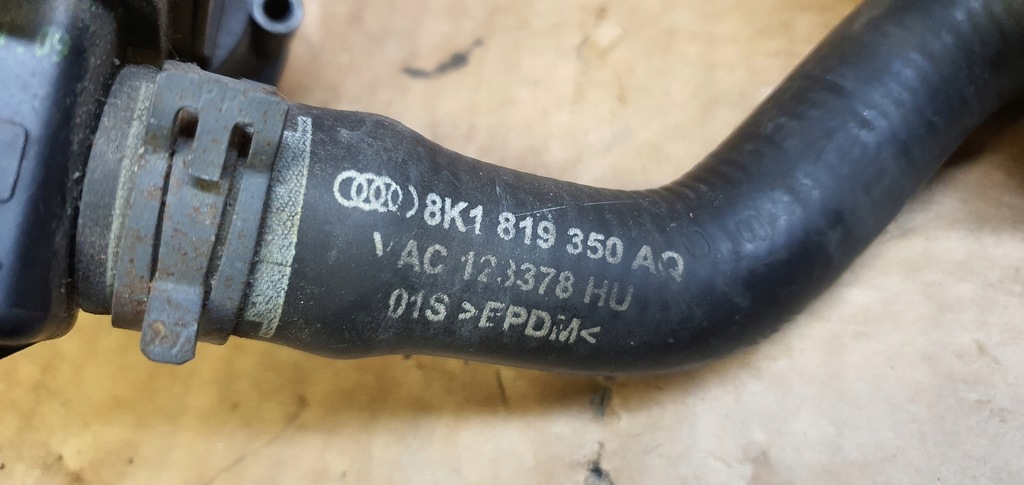 8K1 819 350 AQ
VAC 123378 HU
01S >EPDM<